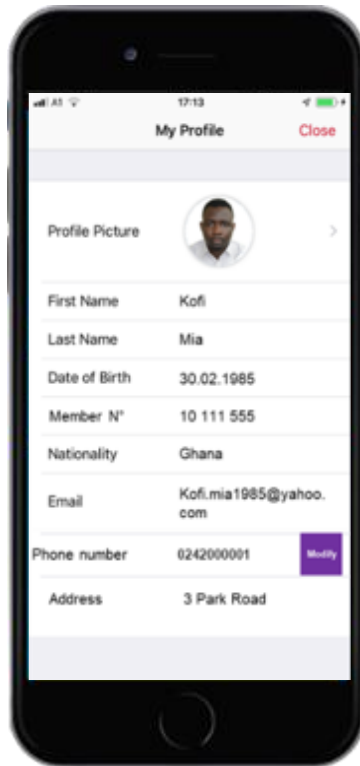 A1 17:13
My Profile Close
Profile Picture
First Name Kofi
Last Name Mia
Date of Birth 30.02.1985
Member N° 10 111 555
Nationality Ghana
Email Kofi.mia1985@yahoo.
com
Phone number 0242000001 Modify
Address 3 Park Road